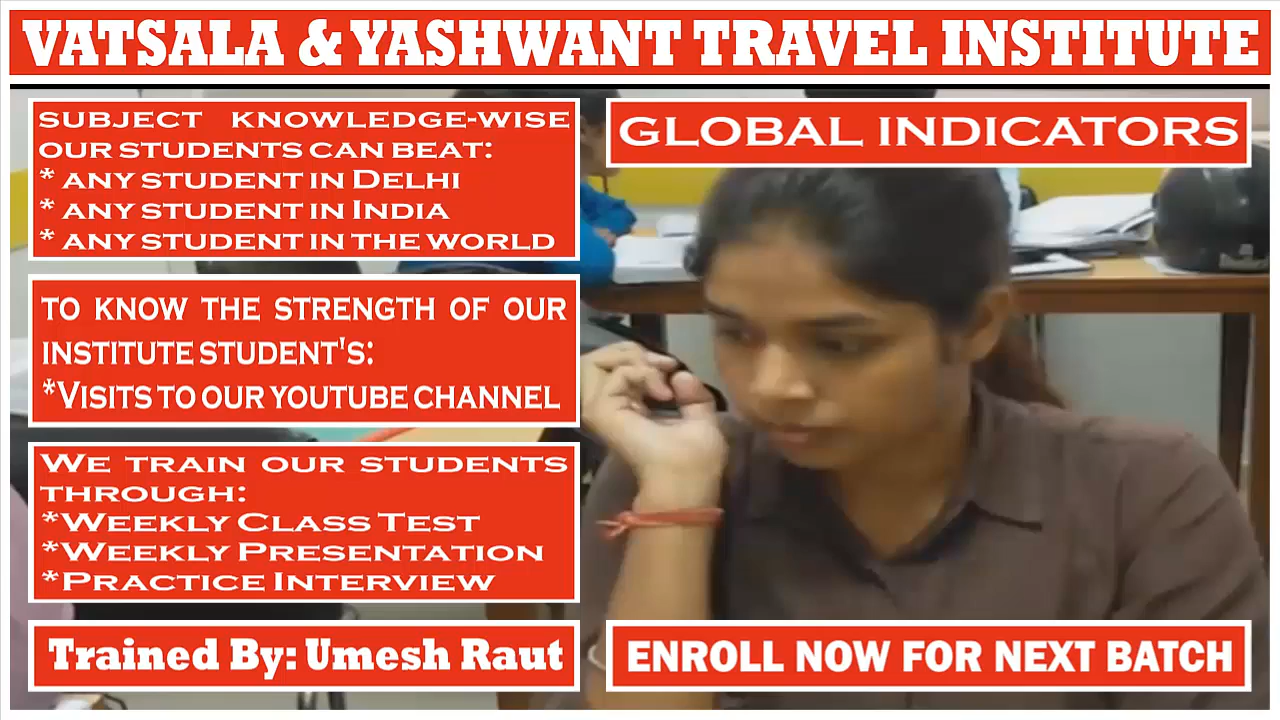 VATSALA & YASHWANT TRAVEL INSTITUTE
SUBJECT KNOWLEDGE-WISE
OUR STUDENTS CAN BEAT:
* ANY STUDENT IN DELHI
* ANY STUDENT IN INDIA
* ANY STUDENT IN THE WORLD
TO KNOW THE STRENGTH OF OUR
INSTITUTE STUDENT'S:
*VISITS TO OUR YOUTUBE CHANNEL
WE TRAIN OUR STUDENTS
THROUGH:
*WEEKLY CLASS TEST
*WEEKLY PRESENTATION
*PRACTICE INTERVIEW
Trained By: Umesh Raut
GLOBAL INDICATORS
ENROLL NOW FOR NEXT BATCH